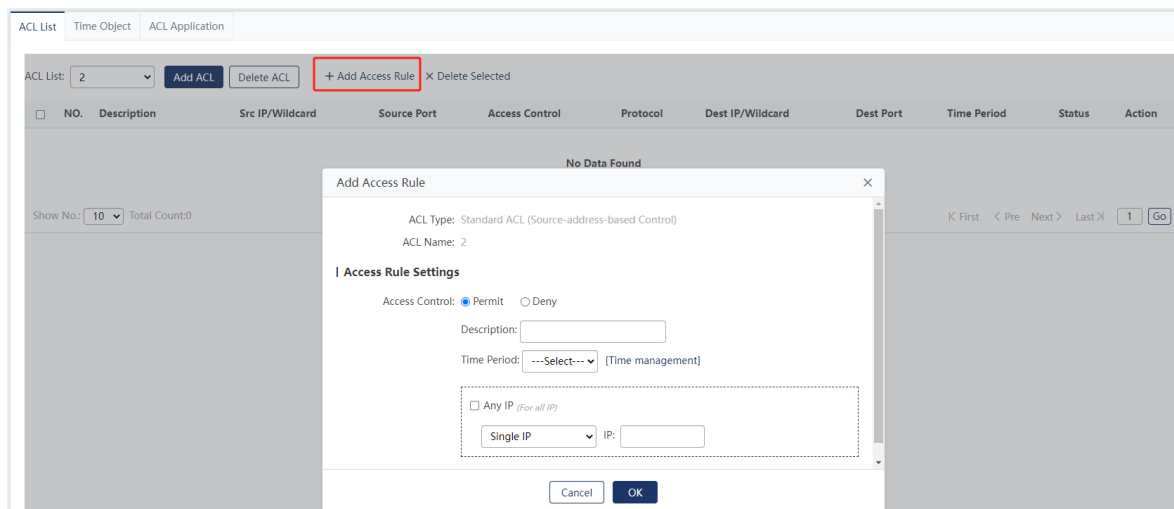 ACL List Time Object ACL Application
ACL List: 2 Add ACL Delete ACL + Add Access Rule × Delete Selected
NO. Description Src IP/Wildcard Source Port Access Control Protocol Dest IP/Wildcard Dest Port Time Period Status Action
No Data Found
Show No.: 10 Total Count:0 First Pre Next Last 1 Go
Add Access Rule
ACL Type: Standard ACL (Source-address-based Control)
ACL Name: 2
Access Rule Settings
Access Control: Permit Deny
Description:
Time Period: ---Select--- [Time management]
Any IP (For all IP)
Single IP IP:
Cancel OK